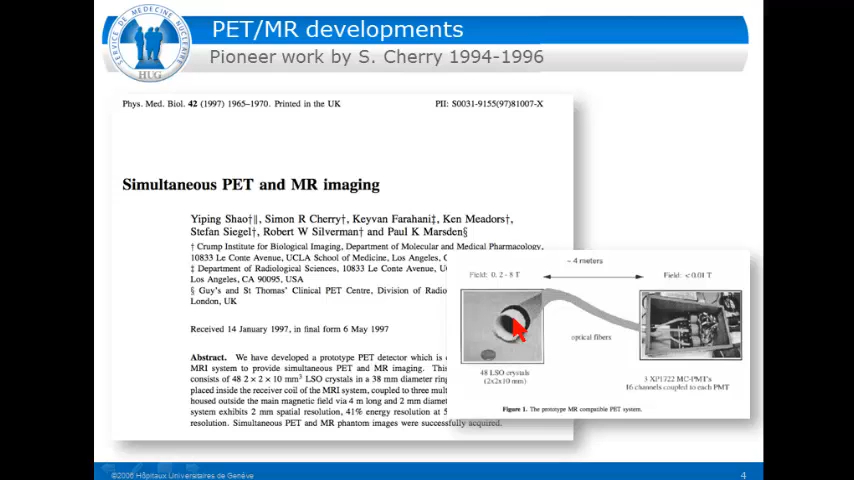 PET/MR developments
Pioneer work by S. Cherry 1994-1996
SERVICE DE MEDECINE NUCLEAIRE
HUG
Phys. Med. Biol. 42 (1997) 1965–1970. Printed in the UK PII: S0031-9155(97)81007-X
Simultaneous PET and MR imaging
Yiping Shao†||, Simon R Cherry†, Keyvan Farahani‡, Ken Meadors†,
Stefan Siegel†, Robert W Silverman† and Paul K Marsden§
† Crump Institute for Biological Imaging, Department of Molecular and Medical Pharmacology,
10833 Le Conte Avenue, UCLA School of Medicine, Los Angeles,
‡ Department of Radiological Sciences, 10833 Le Conte Avenue,
Los Angeles, CA 90095, USA
§ Guy's and St Thomas' Clinical PET Centre, Division of
London, UK
Received 14 January 1997, in final form 6 May 1997
Abstract. We have developed a prototype PET detector which is
MRI system to provide simultaneous PET and MR imaging.
consists of 48 2 × 2 × 10 mm³ LSO crystals in a 38 mm diameter
placed inside the receiver coil of the MRI system, coupled to three
housed outside the main magnetic field via 4 m long and 2 mm
system exhibits 2 mm spatial resolution, 41% energy resolution at
resolution. Simultaneous PET and MR phantom images were successfully acquired.
~ 4 meters
Field: 0.2 - 8 T
Field: <0.01 T
optical fibers
48 LSO crystals
(2x2x10 mm)
3 XP1722 MC-PMT's
16 channels coupled to each PMT
Figure 1. The prototype MR compatible PET system.
©2006 Hôpitaux Universitaires de Genève
4